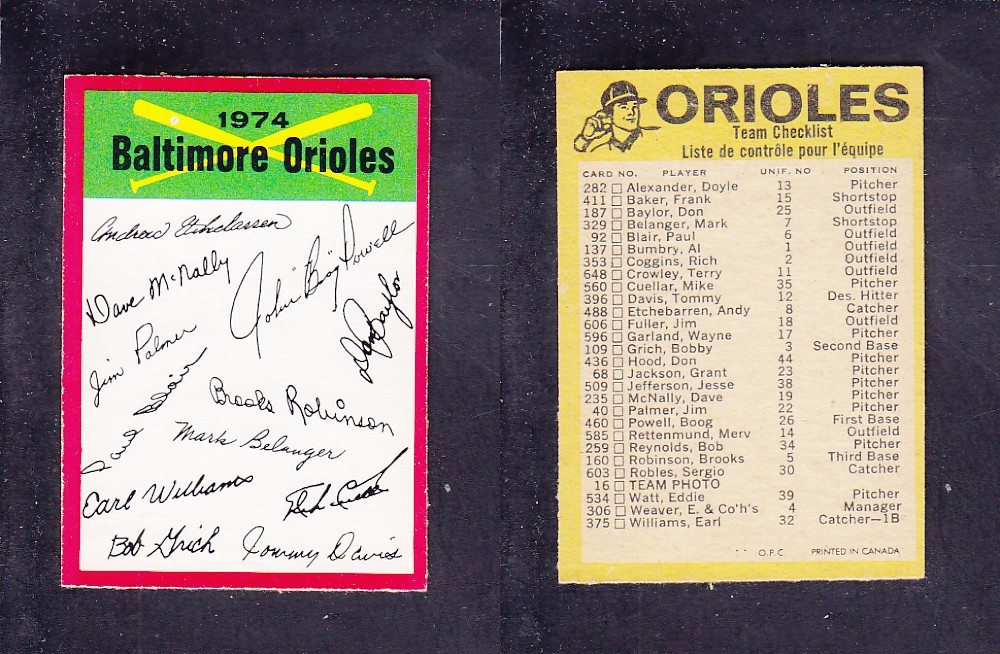 1974
Baltimore Orioles
Andrew Etchebarren
Dave McNally
John "Boog" Powell
Don Baylor
Jim Palmer
Paul Blair
Brooks Robinson
Mark Belanger
Earl Williams
Bob Grich
Tommy Davis
ORIOLES
Team Checklist
Liste de contrôle pour l'équipe
CARD NO. PLAYER UNIF. NO POSITION
282 Alexander, Doyle 13 Pitcher
411 Baker, Frank 15 Shortstop
187 Baylor, Don 25 Outfield
329 Belanger, Mark 7 Shortstop
92 Blair, Paul 6 Outfield
137 Bumbry, Al 1 Outfield
353 Coggins, Rich 2 Outfield
648 Crowley, Terry 11 Outfield
560 Cuellar, Mike 35 Pitcher
396 Davis, Tommy 12 Des. Hitter
488 Etchebarren, Andy 8 Catcher
606 Fuller, Jim 18 Outfield
596 Garland, Wayne 17 Pitcher
109 Grich, Bobby 3 Second Base
436 Hood, Don 44 Pitcher
68 Jackson, Grant 23 Pitcher
509 Jefferson, Jesse 38 Pitcher
235 McNally, Dave 19 Pitcher
40 Palmer, Jim 22 Pitcher
460 Powell, Boog 26 First Base
585 Rettenmund, Merv 14 Outfield
259 Reynolds, Bob 34 Pitcher
160 Robinson, Brooks 5 Third Base
603 Robles, Sergio 30 Catcher
16 TEAM PHOTO
534 Watt, Eddie 39 Pitcher
306 Weaver, E. & Co'h's 4 Manager
375 Williams, Earl 32 Catcher—1B
O.P.C PRINTED IN CANADA